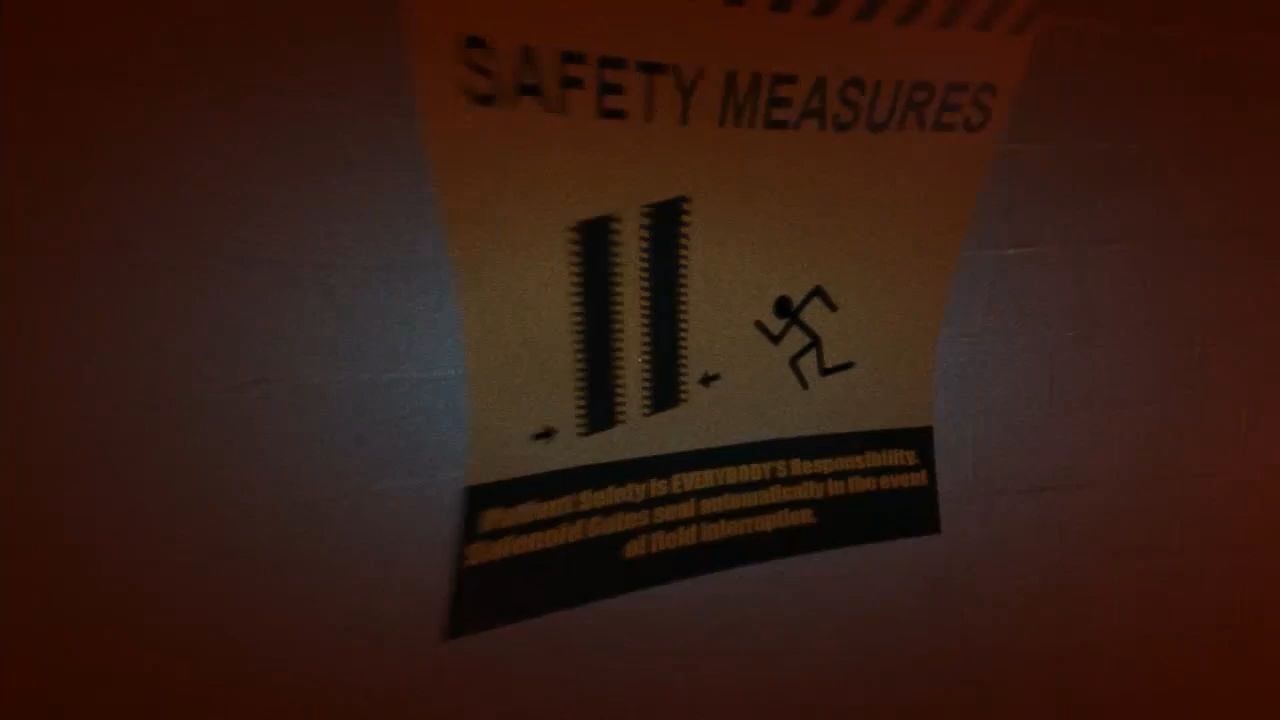 SAFETY MEASURES
Safety is EVERYBODY'S Responsibility.
Gates seal automatically in the event
of field interruption.